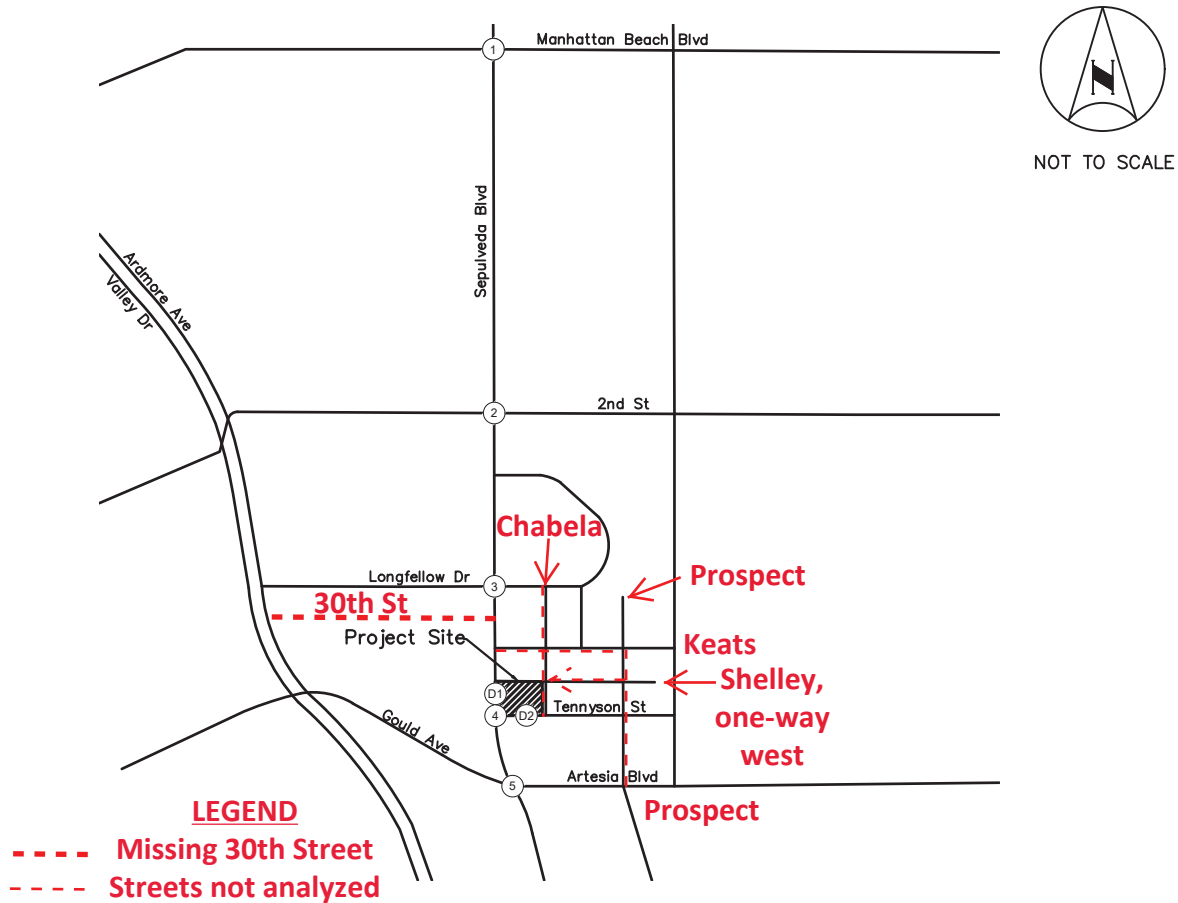 Manhattan Beach Blvd
1
N
NOT TO SCALE
Sepulveda Blvd
Ardmore Ave
Valley Dr
2nd St
2
Chabela
Longfellow Dr
3
Prospect
30th St
Project Site
Keats
Shelley,
one-way
west
D1
4
D2
Tennyson St
Gould Ave
Artesia Blvd
5
Prospect
LEGEND
Missing 30th Street
Streets not analyzed